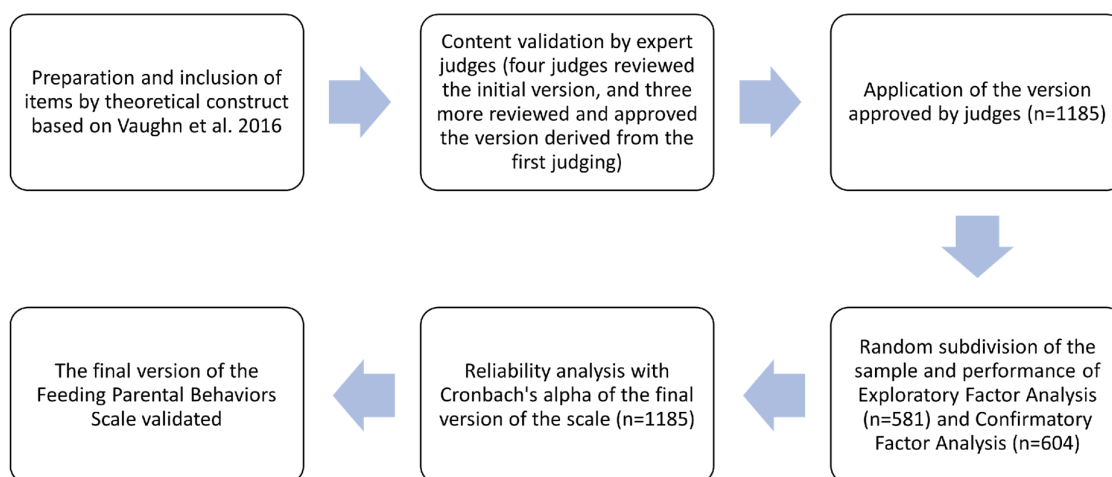 Preparation and inclusion of
items by theoretical construct
based on Vaughn et al. 2016
Content validation by expert
judges (four judges reviewed
the initial version, and three
more reviewed and approved
the version derived from the
first judging)
Application of the version
approved by judges (n=1185)
Random subdivision of the
sample and performance of
Exploratory Factor Analysis
(n=581) and Confirmatory
Factor Analysis (n=604)
Reliability analysis with
Cronbach's alpha of the final
version of the scale (n=1185)
The final version of the
Feeding Parental Behaviors
Scale validated